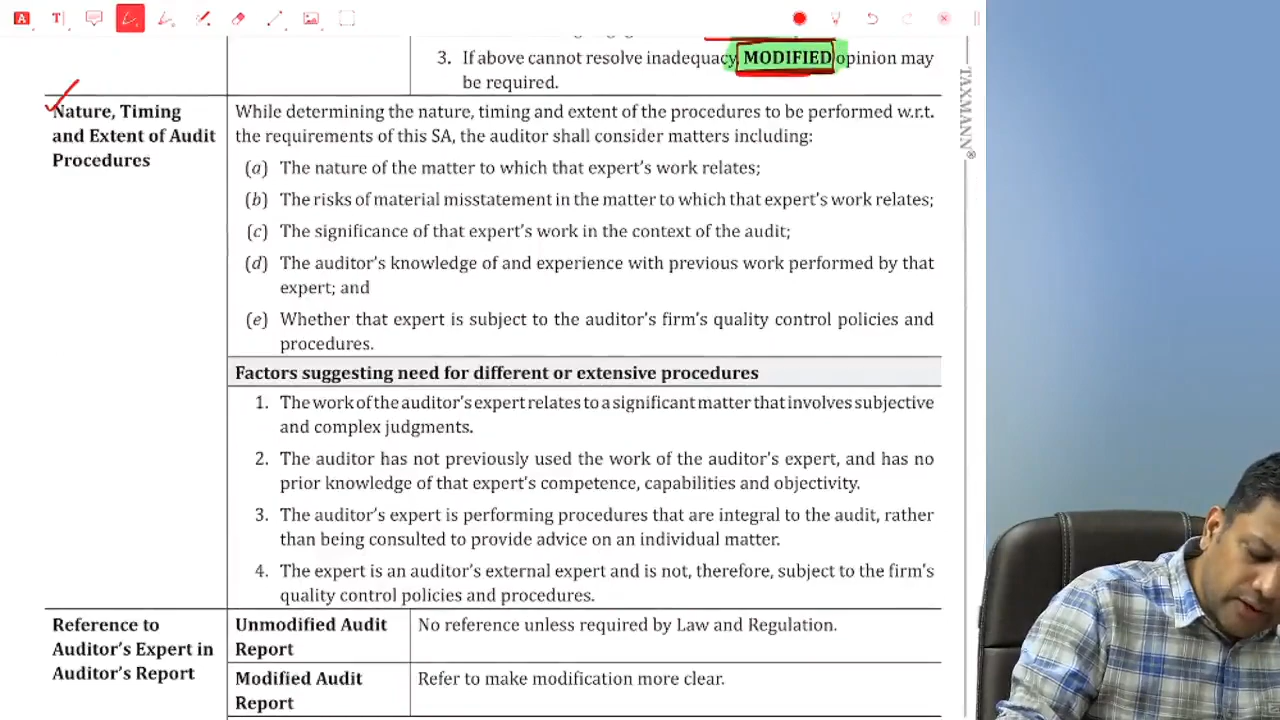 3. If above cannot resolve inadequacy, MODIFIED opinion may
be required.
Nature, Timing
and Extent of Audit
Procedures
While determining the nature, timing and extent of the procedures to be performed w.r.t.
the requirements of this SA, the auditor shall consider matters including:
(a) The nature of the matter to which that expert's work relates;
(b) The risks of material misstatement in the matter to which that expert's work relates;
(c) The significance of that expert's work in the context of the audit;
(d) The auditor's knowledge of and experience with previous work performed by that
expert; and
(e) Whether that expert is subject to the auditor's firm's quality control policies and
procedures.
Factors suggesting need for different or extensive procedures
1. The work of the auditor's expert relates to a significant matter that involves subjective
and complex judgments.
2. The auditor has not previously used the work of the auditor's expert, and has no
prior knowledge of that expert's competence, capabilities and objectivity.
3. The auditor's expert is performing procedures that are integral to the audit, rather
than being consulted to provide advice on an individual matter.
4. The expert is an auditor's external expert and is not, therefore, subject to the firm's
quality control policies and procedures.
Reference to
Auditor's Expert in
Auditor's Report
Unmodified Audit
Report
No reference unless required by Law and Regulation.
Modified Audit
Report
Refer to make modification more clear.
TAXMANN®